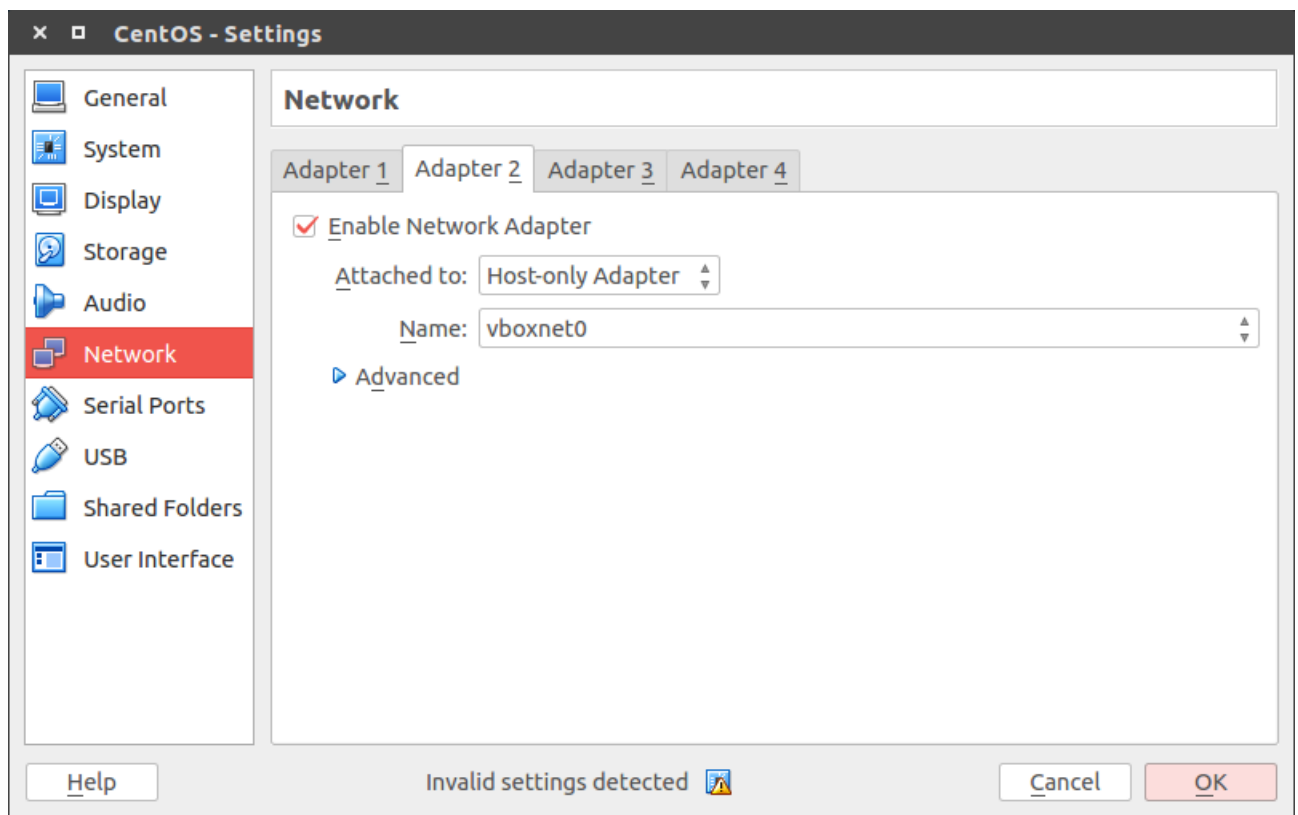 CentOS - Settings
General
System
Display
Storage
Audio
Network
Serial Ports
USB
Shared Folders
User Interface
Network
Adapter 1 Adapter 2 Adapter 3 Adapter 4
Enable Network Adapter
Attached to: Host-only Adapter
Name: vboxnet0
Advanced
Help
Invalid settings detected
Cancel
OK